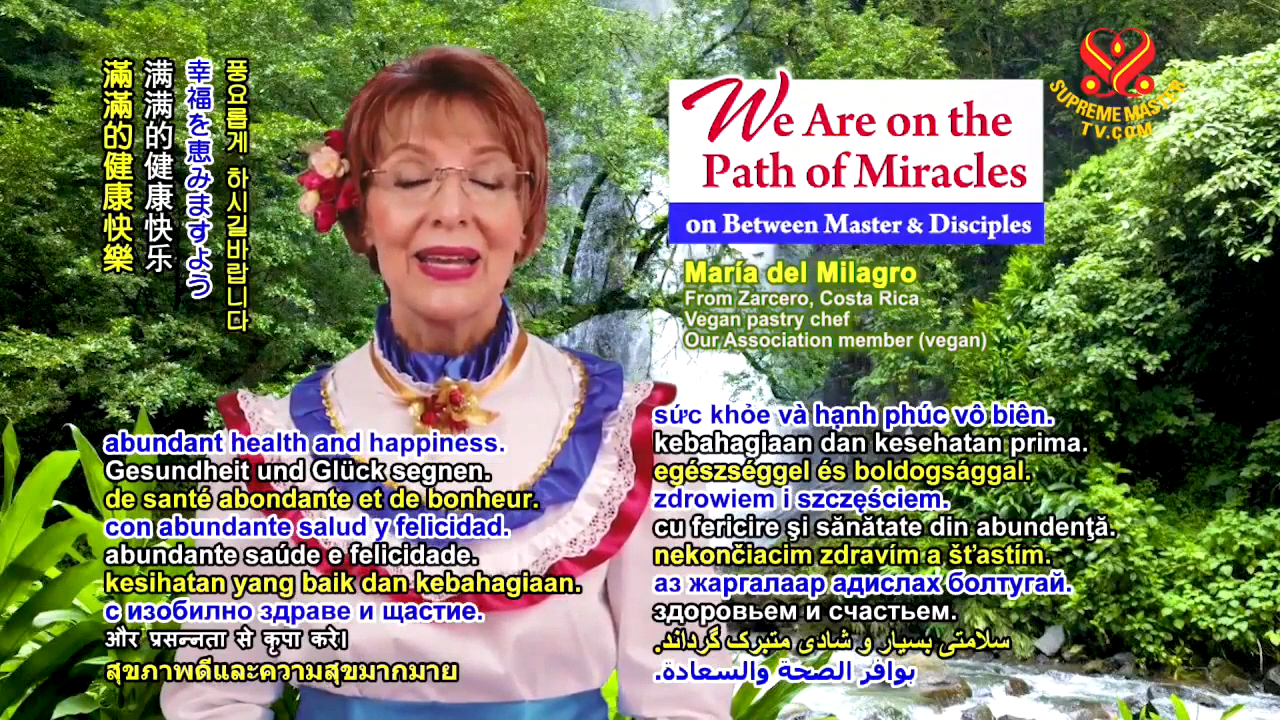 滿滿的健康快樂
满满的健康快乐
幸福を恵みますよう
풍요롭게 하시길바랍니다
We Are on the
Path of Miracles
on Between Master & Disciples
SUPREME MASTER
TV.COM
María del Milagro
From Zarcero, Costa Rica
Vegan pastry chef
Our Association member (vegan)
abundant health and happiness.
Gesundheit und Glück segnen.
de santé abondante et de bonheur.
con abundante salud y felicidad.
abundante saúde e felicidade.
kesihatan yang baik dan kebahagiaan.
с изобилно здраве и щастие.
और प्रसन्नता से कृपा करे।
สุขภาพดีและความสุขมากมาย
sức khỏe và hạnh phúc vô biên.
kebahagiaan dan kesehatan prima.
egészséggel és boldogsággal.
zdrowiem i szczęściem.
cu fericire şi sănătate din abundenţă.
nekončiacim zdravím a šťastím.
аз жаргалаар адислах болтугай.
здоровьем и счастьем.
سلامتی بسیار و شادی متبرک گرداند.
بوافر الصحة والسعادة.